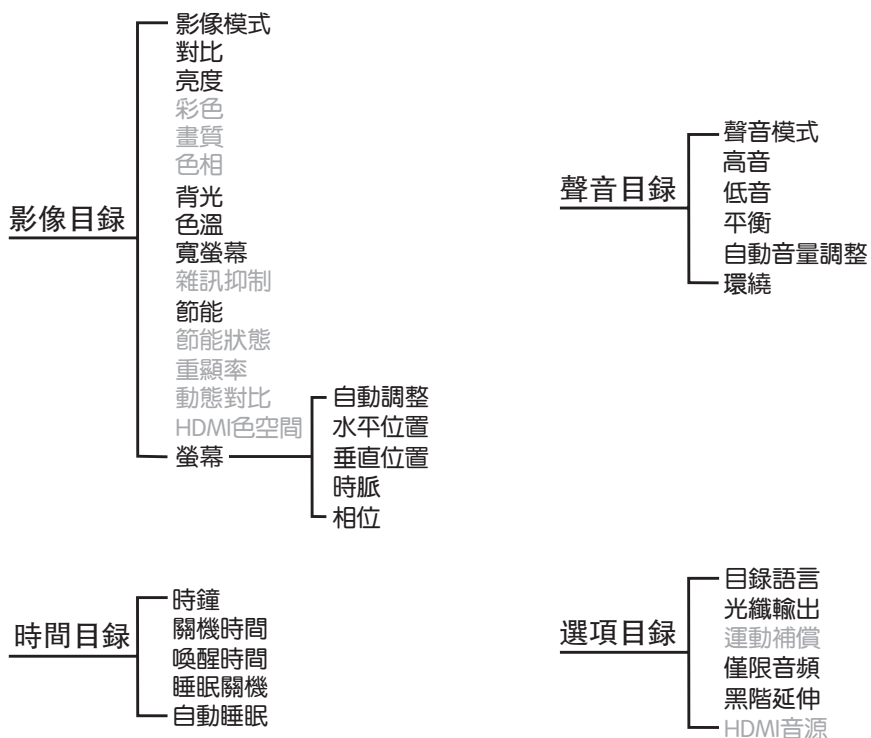 影像目録
影像模式
對比
亮度
彩色
畫質
色相
背光
色溫
寬螢幕
雜訊抑制
節能
節能狀態
重顯率
動態對比
HDMI色空間
螢幕
自動調整
水平位置
垂直位置
時脈
相位
聲音目録
聲音模式
高音
低音
平衡
自動音量調整
環繞
時間目録
時鐘
關機時間
喚醒時間
睡眠關機
自動睡眠
選項目録
目錄語言
光纖輸出
運動補償
僅限音頻
黑階延伸
HDMI音源